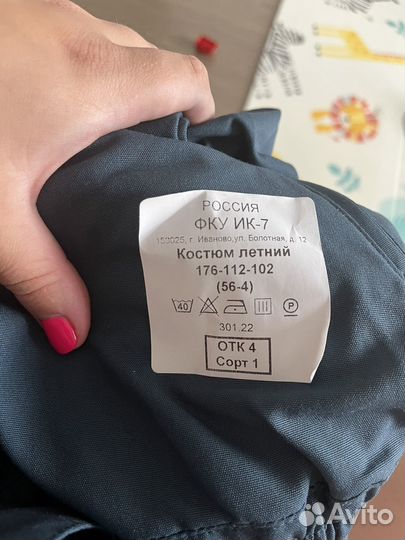 РОССИЯ
ФКУ ИК-7
153025, г. Иваново,ул. Болотная, д. 12
Костюм летний
176-112-102
(56-4)
40
P
301.22
ОТК 4
Сорт 1
Avito